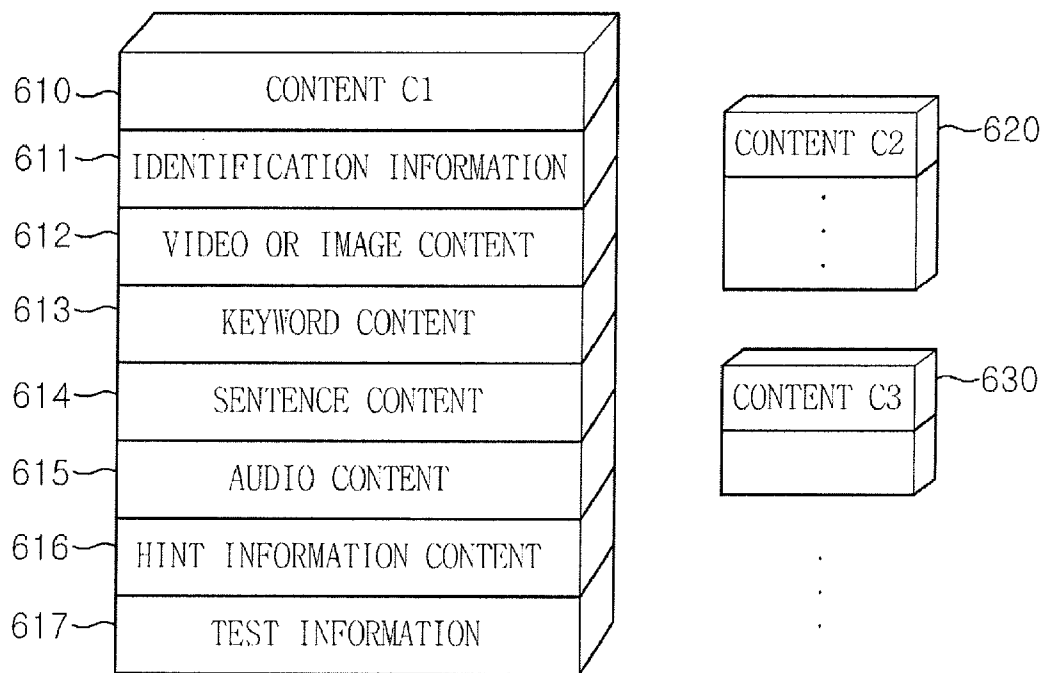 610 CONTENT C1
611 IDENTIFICATION INFORMATION
612 VIDEO OR IMAGE CONTENT
613 KEYWORD CONTENT
614 SENTENCE CONTENT
615 AUDIO CONTENT
616 HINT INFORMATION CONTENT
617 TEST INFORMATION
CONTENT C2 620
CONTENT C3 630